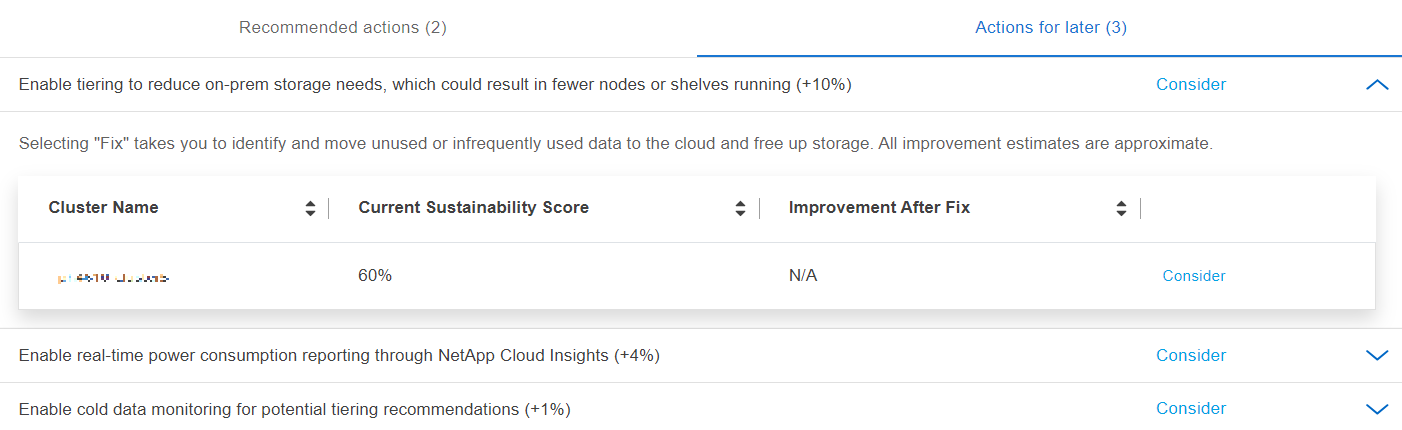 Recommended actions (2)
Actions for later (3)
Enable tiering to reduce on-prem storage needs, which could result in fewer nodes or shelves running (+10%)
Consider
Selecting "Fix" takes you to identify and move unused or infrequently used data to the cloud and free up storage. All improvement estimates are approximate.
Cluster Name
Current Sustainability Score
Improvement After Fix
60%
N/A
Consider
Enable real-time power consumption reporting through NetApp Cloud Insights (+4%)
Consider
Enable cold data monitoring for potential tiering recommendations (+1%)
Consider